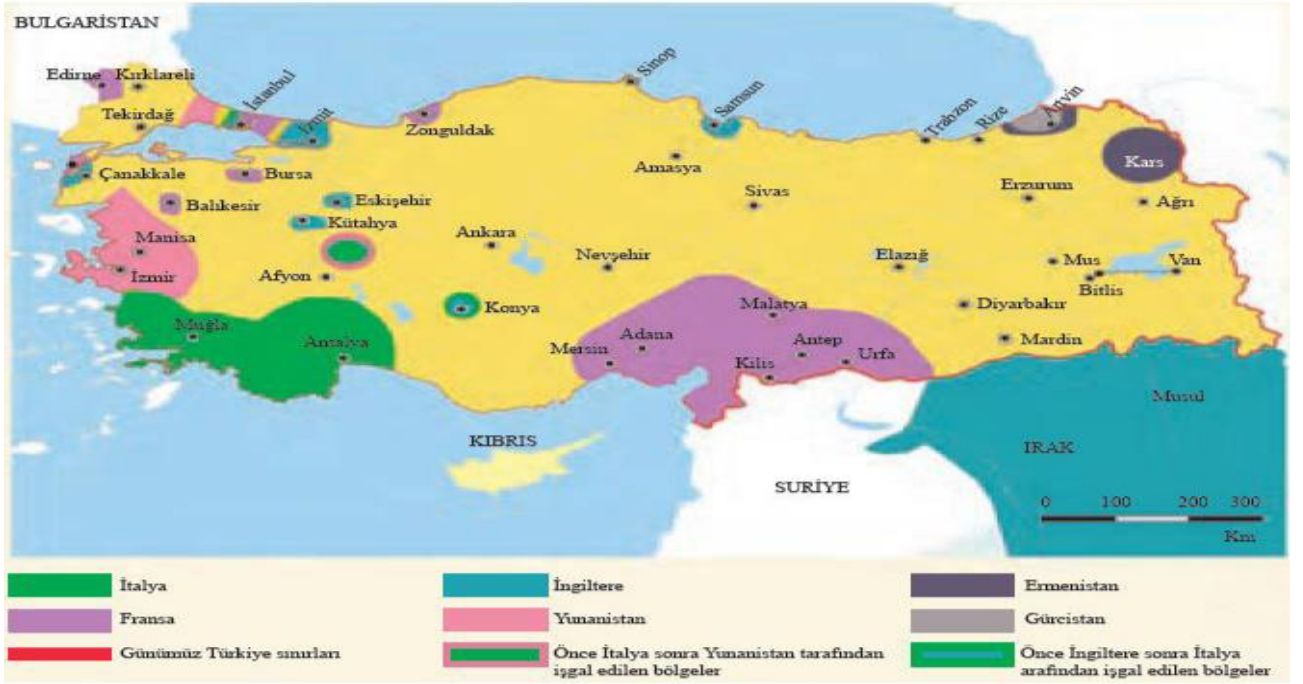 BULGARİSTAN
Edirne
Kırklareli
İstanbul
Tekirdağ
İzmit
Zonguldak
Sinop
Samsun
Trabzon
Rize
Artvin
Kars
Çanakkale
Bursa
Balıkesir
Eskişehir
Kütahya
Amasya
Sivas
Erzurum
Ağrı
Manisa
İzmir
Afyon
Ankara
Nevşehir
Elazığ
Mus
Van
Bitlis
Konya
Diyarbakır
Mardin
Muğla
Antalya
Malatya
Adana
Mersin
Antep
Urfa
Kilis
Musul
KIBRIS
IRAK
SURİYE
0 100 200 300
Km
İtalya
İngiltere
Ermenistan
Fransa
Yunanistan
Gürcistan
Günümüz Türkiye sınırları
Önce İtalya sonra Yunanistan tarafından
işgal edilen bölgeler
Önce İngiltere sonra İtalya
arafından işgal edilen bölgeler